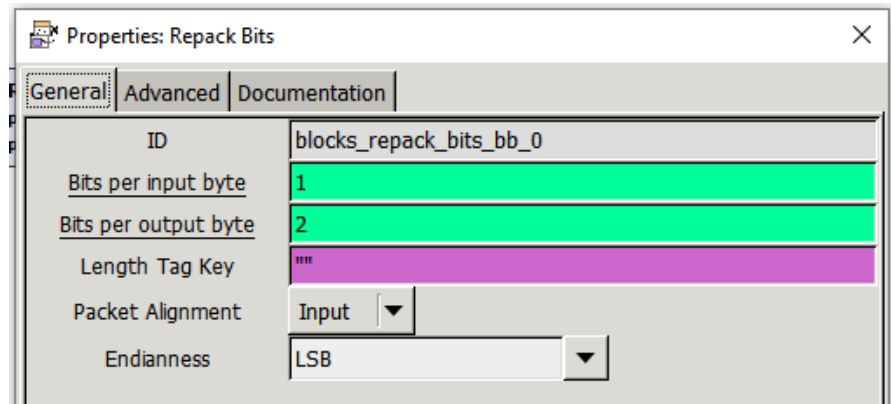 Properties: Repack Bits
General Advanced Documentation
ID blocks_repack_bits_bb_0
Bits per input byte 1
Bits per output byte 2
Length Tag Key ""
Packet Alignment Input
Endianness LSB